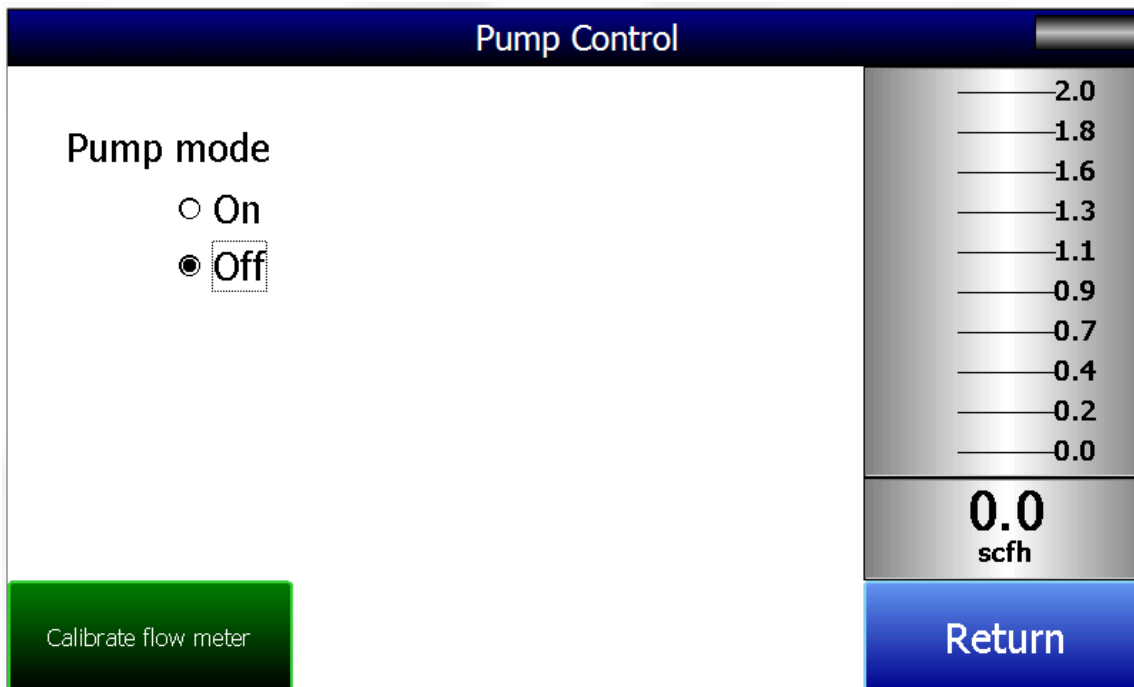 Pump Control
Pump mode
On
Off
2.0
1.8
1.6
1.3
1.1
0.9
0.7
0.4
0.2
0.0
0.0
scfh
Calibrate flow meter
Return